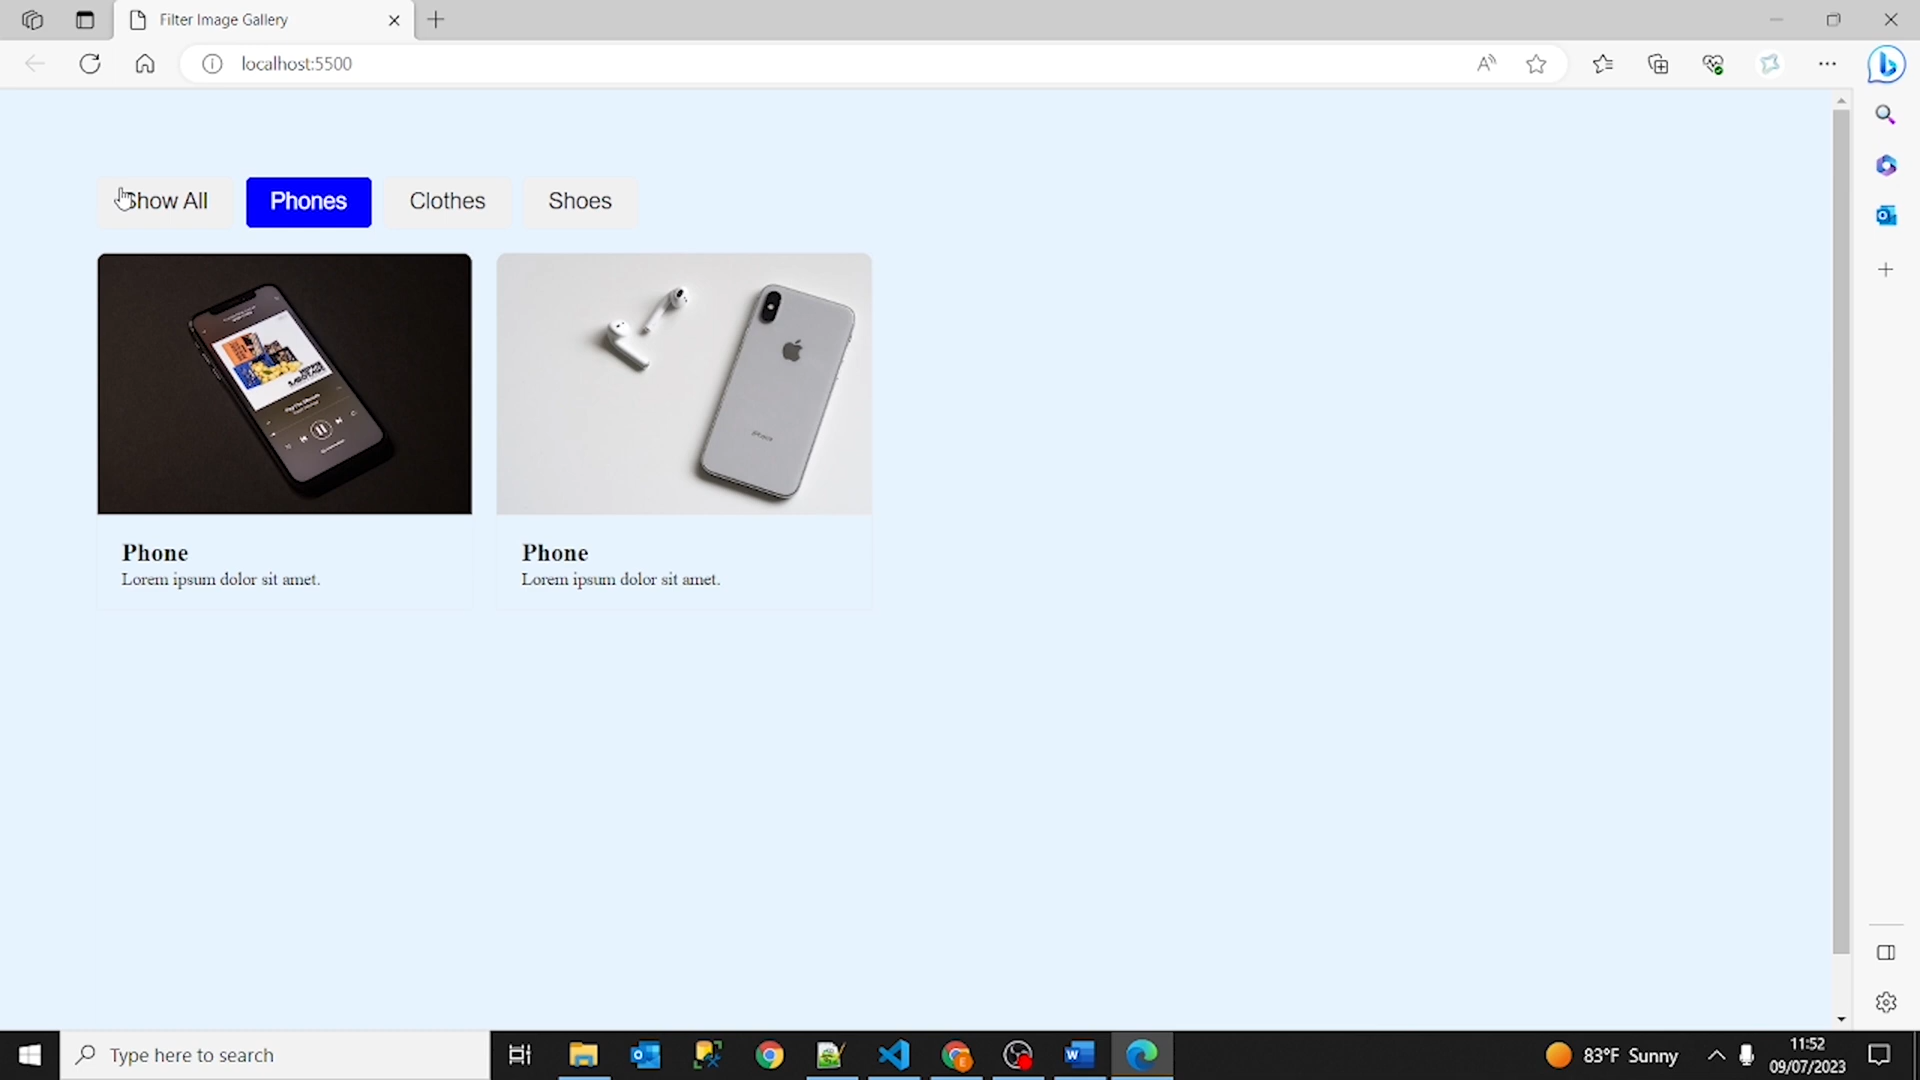 Filter Image Gallery
localhost:5500
Show All
Phones
Clothes
Shoes
iPhone
Phone
Lorem ipsum dolor sit amet.
Phone
Lorem ipsum dolor sit amet.
Type here to search
83°F Sunny
11:52
09/07/2023